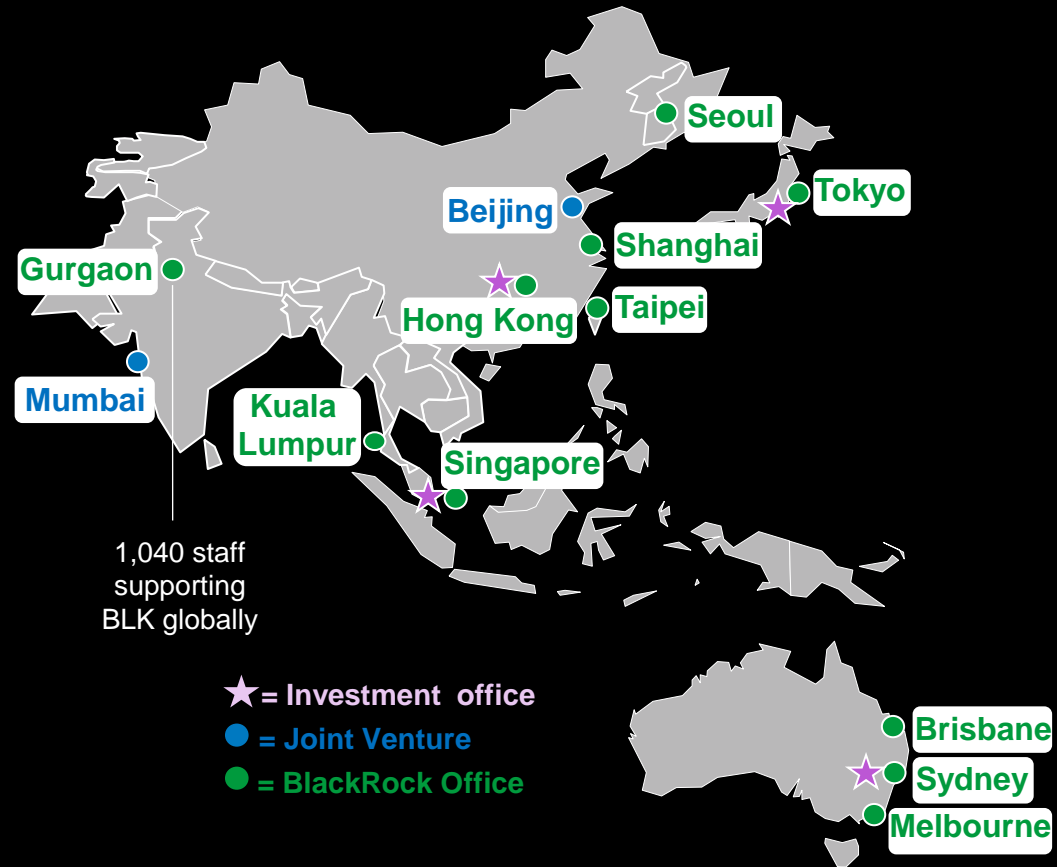 Seoul
Tokyo
Beijing
Shanghai
Gurgaon
Taipei
Hong Kong
Mumbai
Kuala
Lumpur
Singapore
1,040 staff
supporting
BLK globally
= Investment office
= Joint Venture
= BlackRock Office
Brisbane
Sydney
Melbourne